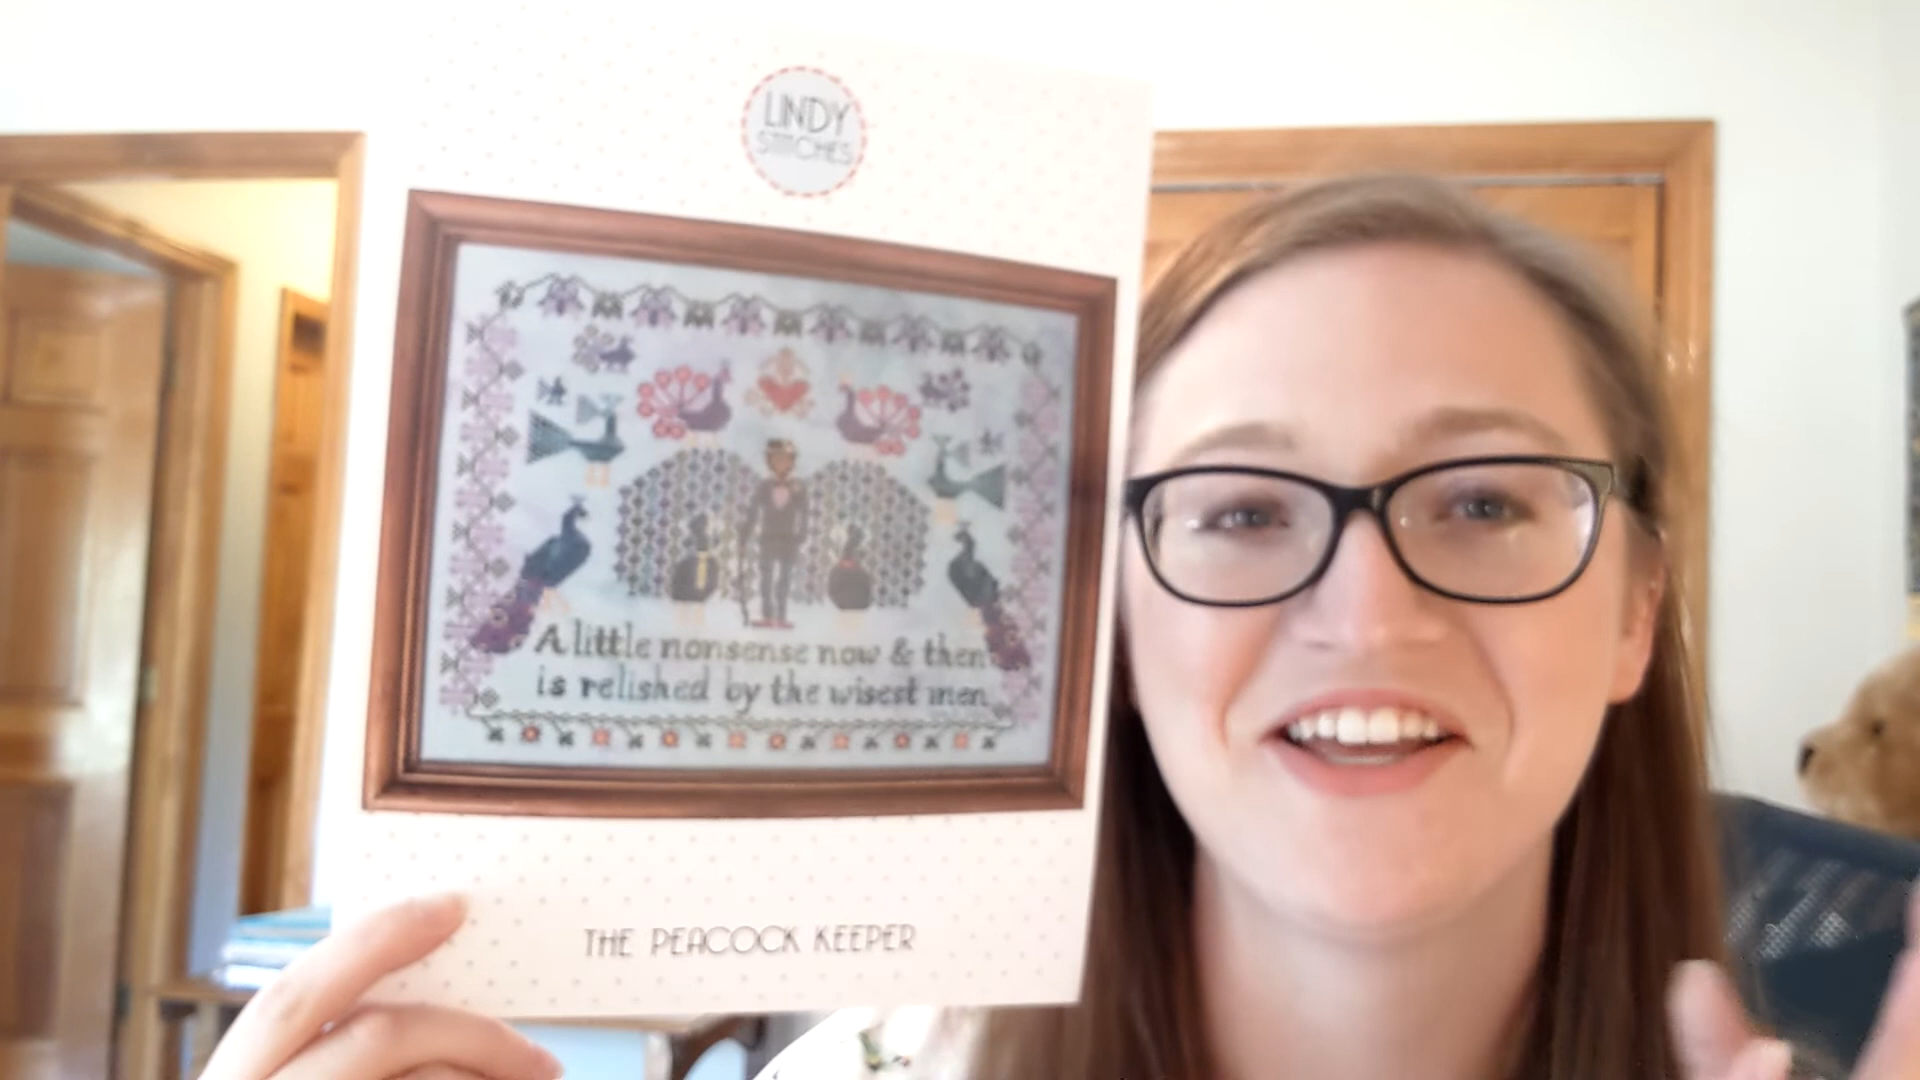 LINDY
STITCHES
A little nonsense now & then
is relished by the wisest men
THE PEACOCK KEEPER